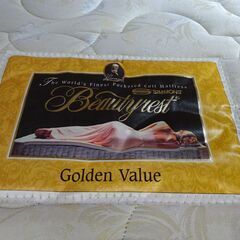 The World's Finest Pocketed Coil Mattress
SIMMONS
Beautyrest
Golden Value